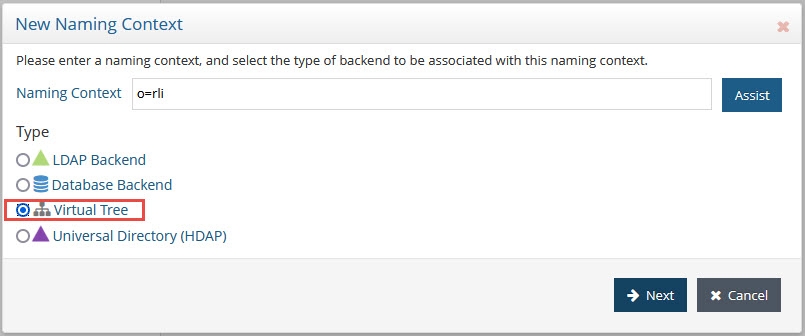 New Naming Context
Please enter a naming context, and select the type of backend to be associated with this naming context.
Naming Context o=rli Assist
Type
LDAP Backend
Database Backend
Virtual Tree
Universal Directory (HDAP)
Next Cancel